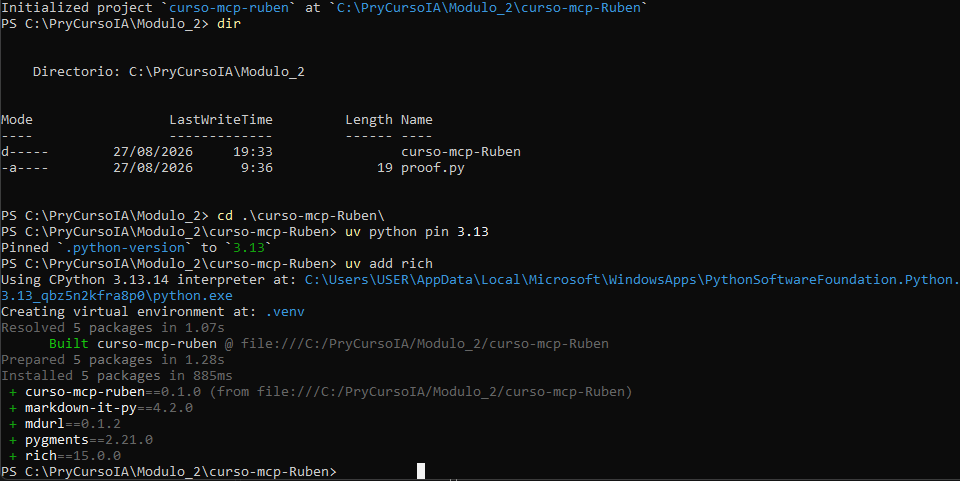 Initialized project `curso-mcp-ruben` at `C:\PryCursoIA\Modulo_2\curso-mcp-Ruben`
PS C:\PryCursoIA\Modulo_2> dir
    Directorio: C:\PryCursoIA\Modulo_2
Mode                 LastWriteTime         Length Name
----                 -------------         ------ ----
d-----        27/08/2026     19:33                curso-mcp-Ruben
-a----        27/08/2026      9:36             19 proof.py
PS C:\PryCursoIA\Modulo_2> cd .\curso-mcp-Ruben\
PS C:\PryCursoIA\Modulo_2\curso-mcp-Ruben> uv python pin 3.13
Pinned `.python-version` to `3.13`
PS C:\PryCursoIA\Modulo_2\curso-mcp-Ruben> uv add rich
Using CPython 3.13.14 interpreter at: C:\Users\USER\AppData\Local\Microsoft\WindowsApps\PythonSoftwareFoundation.Python.
3.13_qbz5n2kfra8p0\python.exe
Creating virtual environment at: .venv
Resolved 5 packages in 1.07s
      Built curso-mcp-ruben @ file:///C:/PryCursoIA/Modulo_2/curso-mcp-Ruben
Prepared 5 packages in 1.28s
Installed 5 packages in 885ms
 + curso-mcp-ruben==0.1.0 (from file:///C:/PryCursoIA/Modulo_2/curso-mcp-Ruben)
 + markdown-it-py==4.2.0
 + mdurl==0.1.2
 + pygments==2.21.0
 + rich==15.0.0
PS C:\PryCursoIA\Modulo_2\curso-mcp-Ruben>